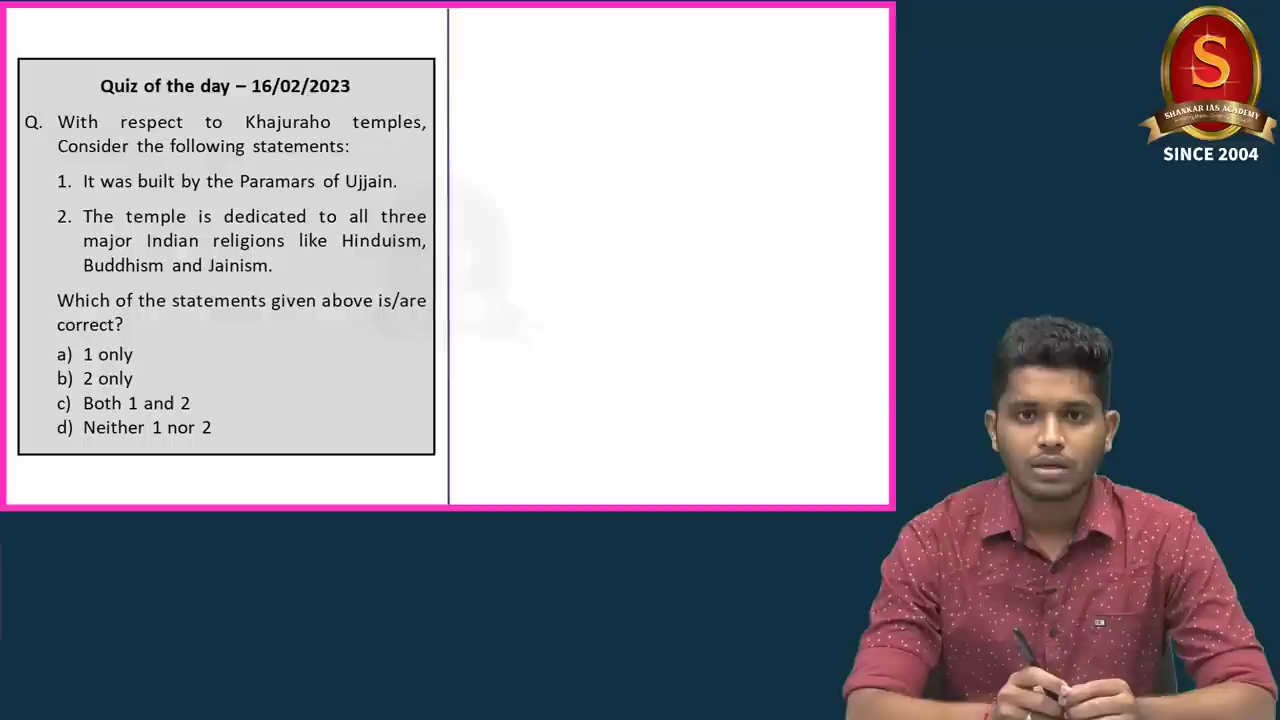 Quiz of the day – 16/02/2023
Q. With respect to Khajuraho temples,
Consider the following statements:
1. It was built by the Paramars of Ujjain.
2. The temple is dedicated to all three
major Indian religions like Hinduism,
Buddhism and Jainism.
Which of the statements given above is/are
correct?
a) 1 only
b) 2 only
c) Both 1 and 2
d) Neither 1 nor 2
S
SHANKAR IAS ACADEMY
SINCE 2004